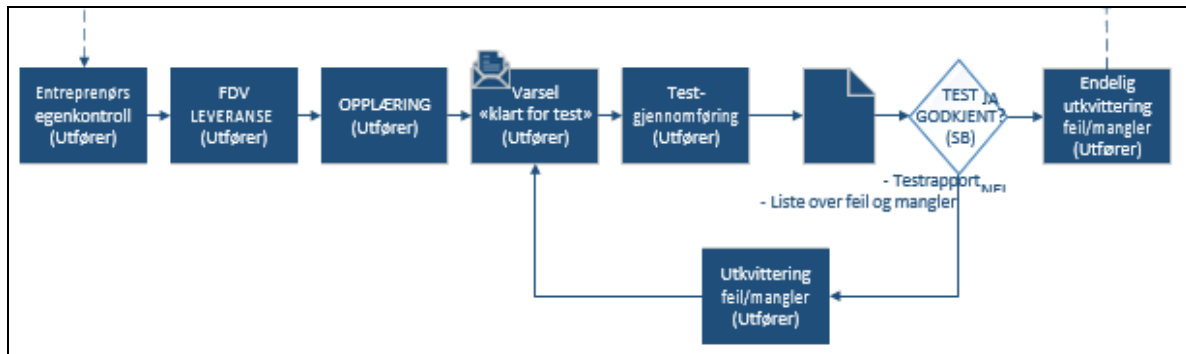 Entreprenørs
egenkontroll
(Utfører)
FDV
LEVERANSE
(Utfører)
OPPLÆRING
(Utfører)
Varsel
«klart for test»
(Utfører)
Test-
gjennomføring
(Utfører)
TEST
GODKJENT?
(SB)
JA
Endelig
utkvittering
feil/mangler
(Utfører)
- Testrapport
- Liste over feil og mangler
NEI
Utkvittering
feil/mangler
(Utfører)